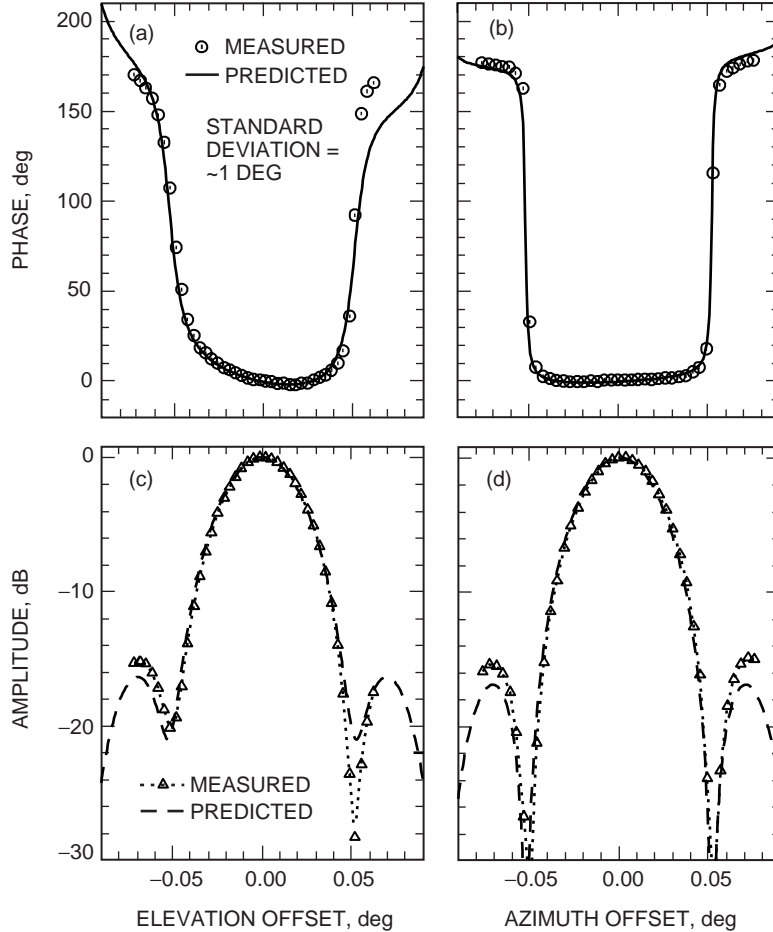 200
150
100
50
0
PHASE, deg
(a)
MEASURED
PREDICTED
STANDARD
DEVIATION =
~1 DEG
(b)
0
–10
–20
–30
AMPLITUDE, dB
(c)
MEASURED
PREDICTED
(d)
–0.05 0.00 0.05
–0.05 0.00 0.05
ELEVATION OFFSET, deg
AZIMUTH OFFSET, deg